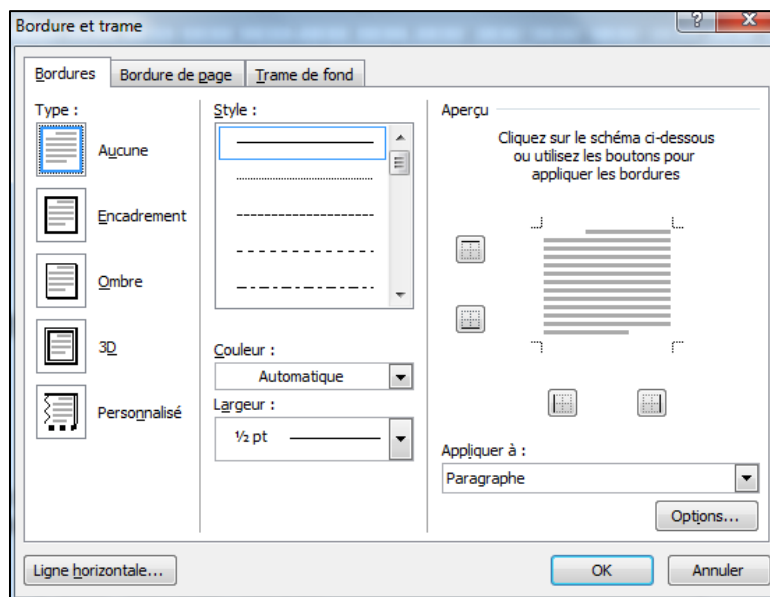 Bordure et trame
Bordures
Bordure de page
Trame de fond
Type :
Aucune
Encadrement
Ombre
3D
Personnalisé
Style :
Couleur :
Automatique
Largeur :
½ pt
Aperçu
Cliquez sur le schéma ci-dessous
ou utilisez les boutons pour
appliquer les bordures
Appliquer à :
Paragraphe
Options...
Ligne horizontale...
OK
Annuler